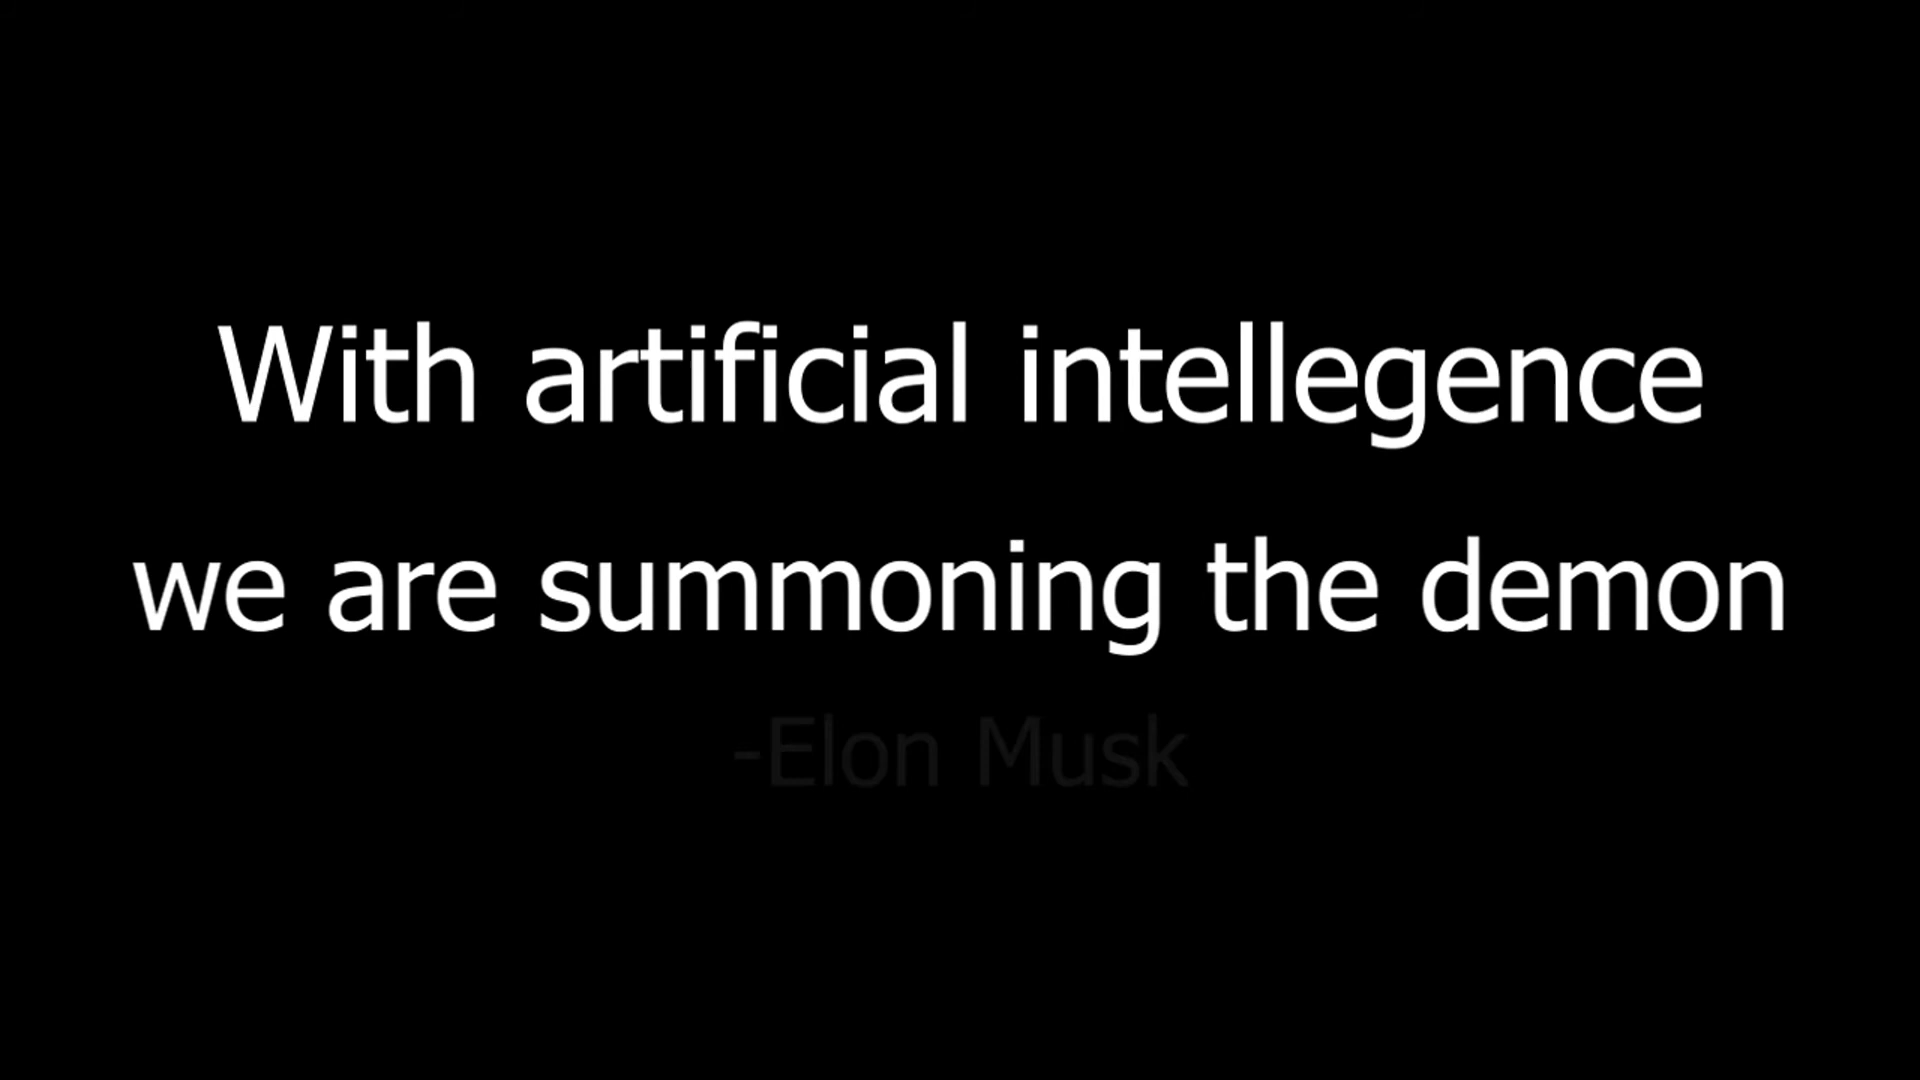 With artificial intellegence
we are summoning the demon
-Elon Musk